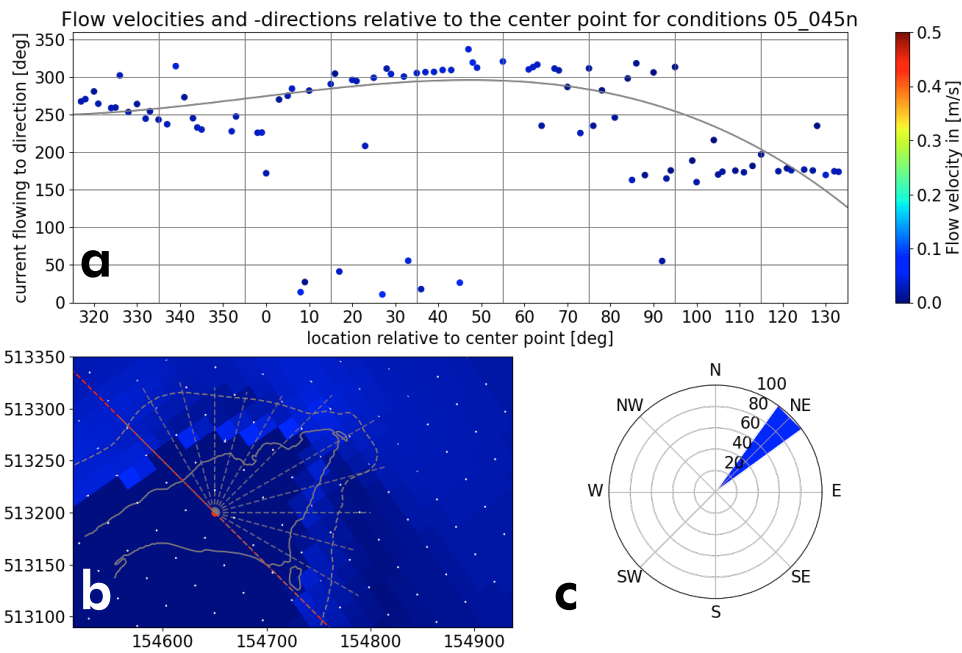 Flow velocities and -directions relative to the center point for conditions 05_045n
current flowing to direction [deg]
350
300
250
200
150
100
50
0
a
320 330 340 350 0 10 20 30 40 50 60 70 80 90 100 110 120 130
location relative to center point [deg]
0.5
0.4
0.3
0.2
0.1
0.0
Flow velocity in [m/s]
513350
513300
513250
513200
513150
513100
b
154600 154700 154800 154900
N
NE
E
SE
S
SW
W
NW
100
80
60
40
20
c